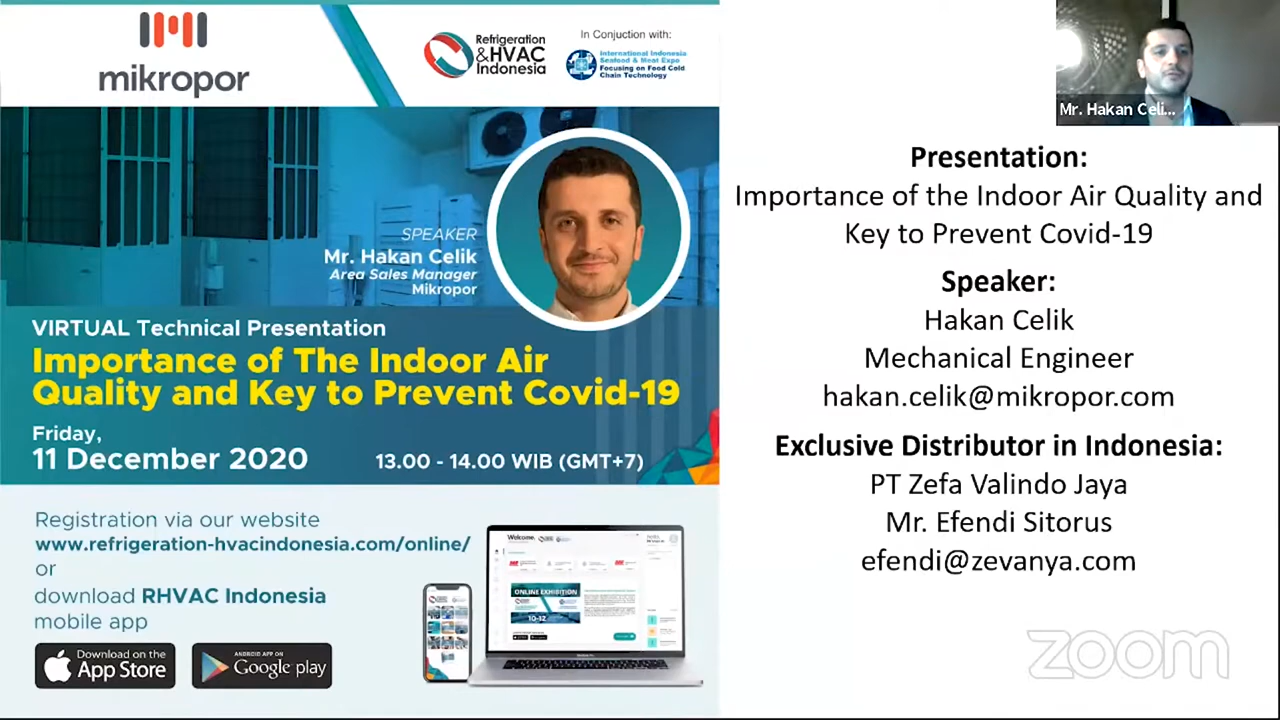 mikropor
Refrigeration
&HVAC
Indonesia
In Conjuction with:
International Indonesia
Seafood & Meat Expo
Focusing on Food Cold
Chain Technology
SPEAKER
Mr. Hakan Celik
Area Sales Manager
Mikropor
VIRTUAL Technical Presentation
Importance of The Indoor Air
Quality and Key to Prevent Covid-19
Friday,
11 December 2020
13.00 - 14.00 WIB (GMT+7)
Registration via our website
www.refrigeration-hvacindonesia.com/online/
or
download RHVAC Indonesia
mobile app
Download on the
App Store
ANDROID APP ON
Google play
Welcome.
ONLINE EXHIBITION
10-12
Mr. Hakan Celi...
Presentation:
Importance of the Indoor Air Quality and
Key to Prevent Covid-19
Speaker:
Hakan Celik
Mechanical Engineer
hakan.celik@mikropor.com
Exclusive Distributor in Indonesia:
PT Zefa Valindo Jaya
Mr. Efendi Sitorus
efendi@zevanya.com
zoom